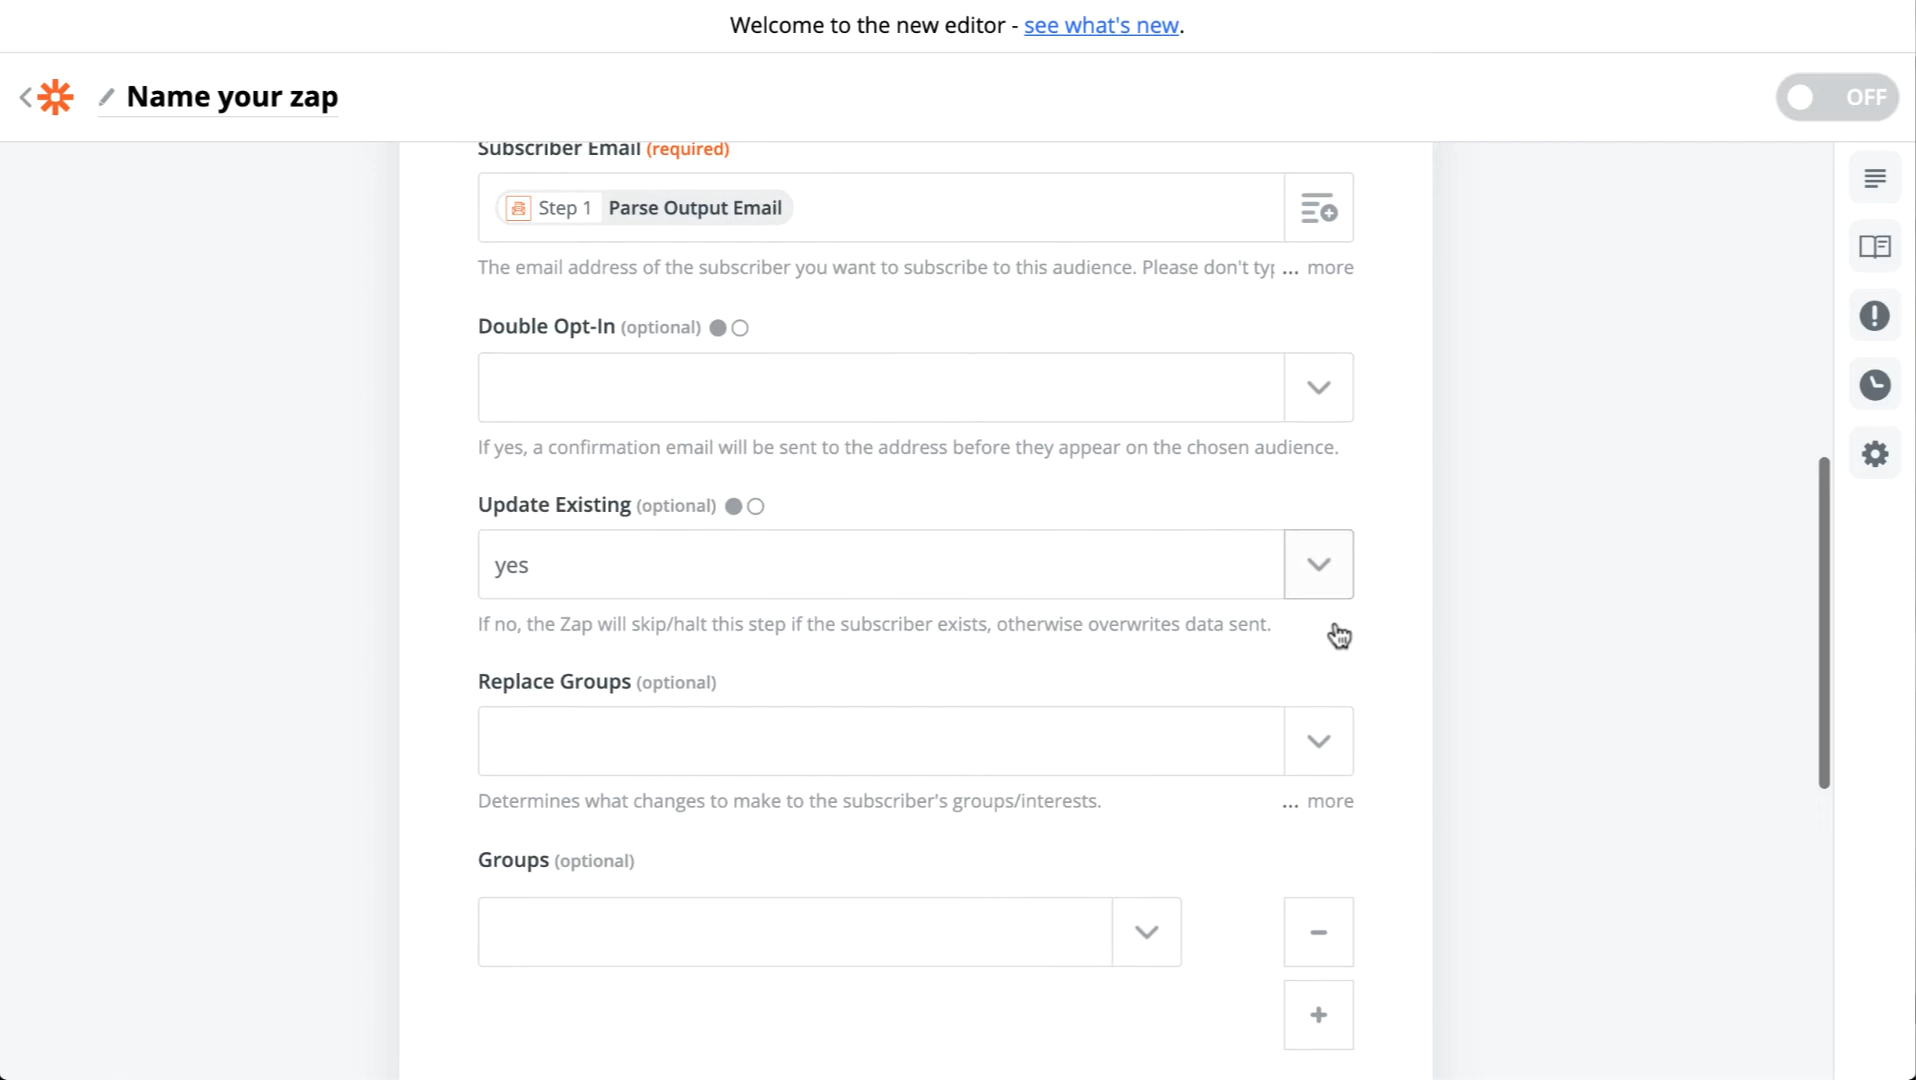 Welcome to the new editor - see what's new.
Name your zap
OFF
Subscriber Email (required)
Step 1 Parse Output Email
The email address of the subscriber you want to subscribe to this audience. Please don't typ ... more
Double Opt-In (optional)
If yes, a confirmation email will be sent to the address before they appear on the chosen audience.
Update Existing (optional)
yes
If no, the Zap will skip/halt this step if the subscriber exists, otherwise overwrites data sent.
Replace Groups (optional)
Determines what changes to make to the subscriber's groups/interests. ... more
Groups (optional)